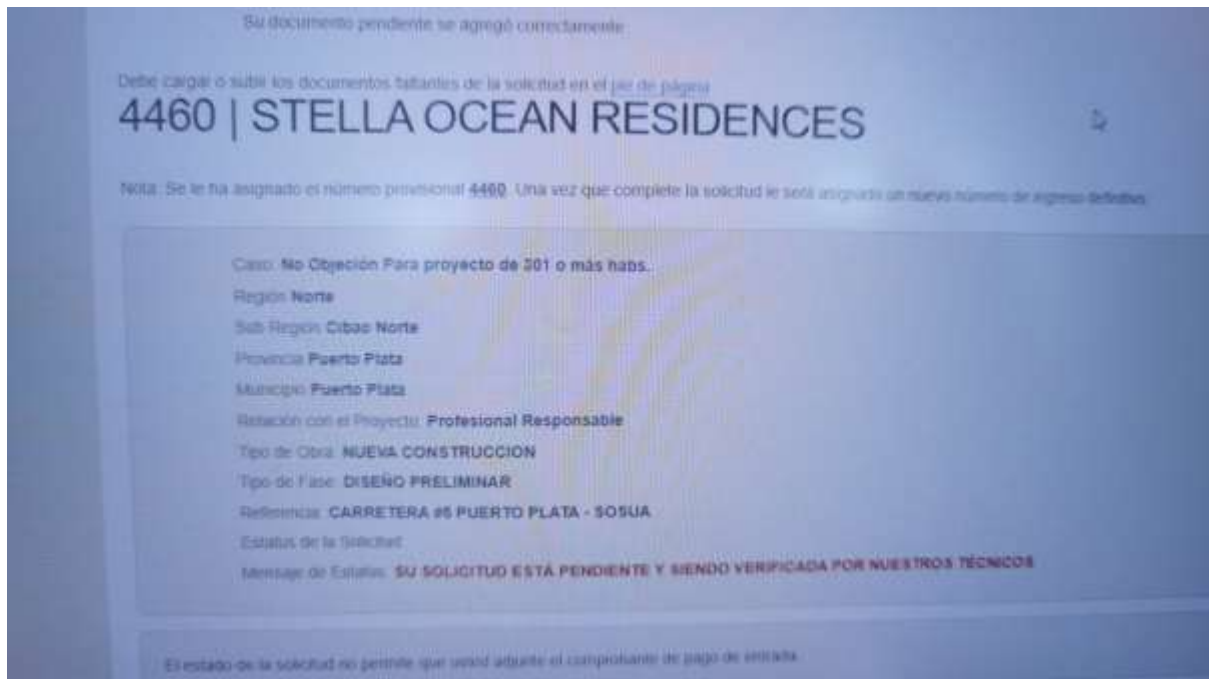 Su documento pendiente se agregó correctamente
Debe cargar o subir los documentos faltantes de la solicitud en el pie de página
4460 | STELLA OCEAN RESIDENCES
Nota: Se le ha asignado el número provisional 4460. Una vez que complete la solicitud le será asignado un nuevo número de ingreso definitivo.
Caso: No Objeción Para proyecto de 301 o más habs.
Región Norte
Sub Región Cibao Norte
Provincia Puerto Plata
Municipio Puerto Plata
Relación con el Proyecto: Profesional Responsable
Tipo de Obra: NUEVA CONSTRUCCION
Tipo de Fase: DISEÑO PRELIMINAR
Referencia: CARRETERA #5 PUERTO PLATA - SOSUA
Estatus de la Solicitud:
Mensaje de Estatus: SU SOLICITUD ESTÁ PENDIENTE Y SIENDO VERIFICADA POR NUESTROS TÉCNICOS
El estado de la solicitud no permite que usted adjunte el comprobante de pago de entrada.